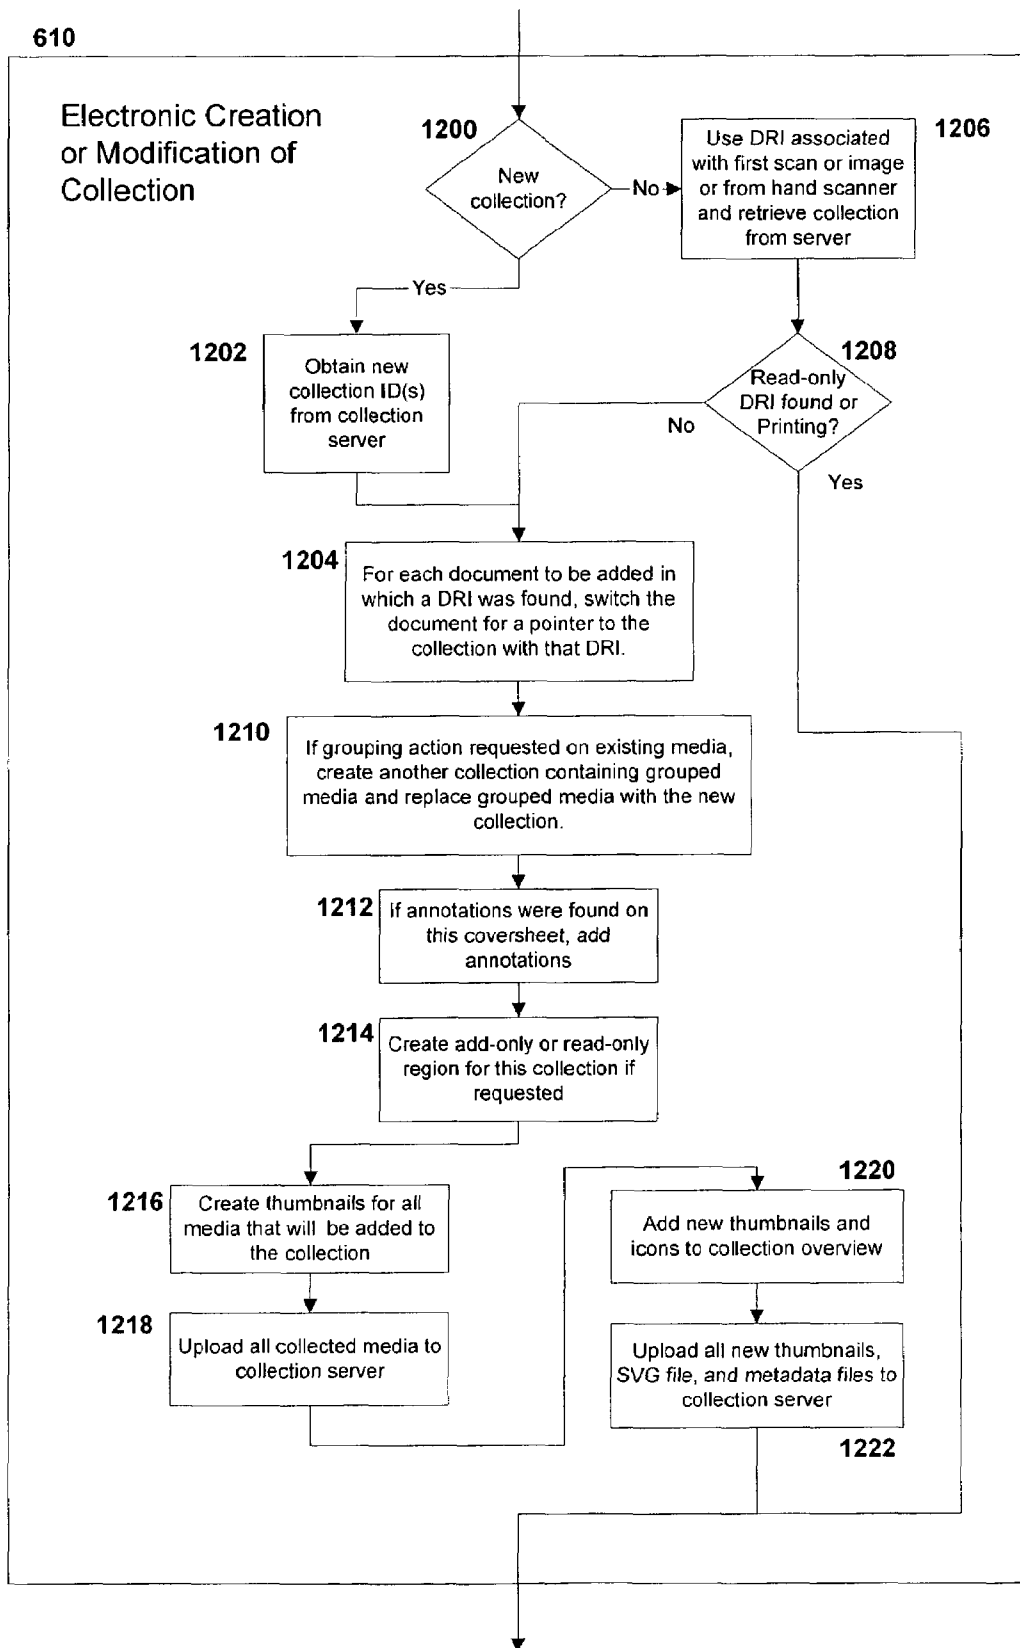 610
Electronic Creation
or Modification of
Collection
1200
New
collection?
No
1206
Use DRI associated
with first scan or image
or from hand scanner
and retrieve collection
from server
Yes
1202
Obtain new
collection ID(s)
from collection
server
1208
Read-only
DRI found or
Printing?
No
Yes
1204
For each document to be added in
which a DRI was found, switch the
document for a pointer to the
collection with that DRI.
1210
If grouping action requested on existing media,
create another collection containing grouped
media and replace grouped media with the new
collection.
1212
If annotations were found on
this coversheet, add
annotations
1214
Create add-only or read-only
region for this collection if
requested
1216
Create thumbnails for all
media that will be added to
the collection
1218
Upload all collected media to
collection server
1220
Add new thumbnails and
icons to collection overview
Upload all new thumbnails,
SVG file, and metadata files to
collection server
1222